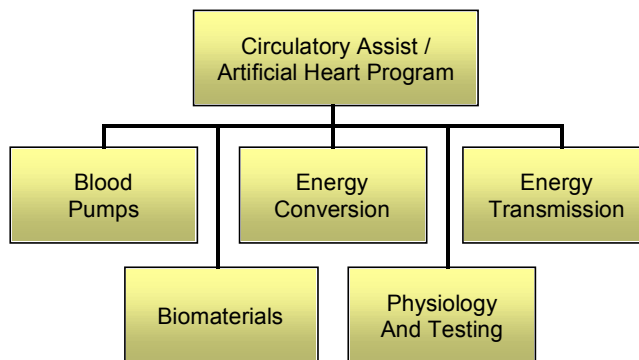 Circulatory Assist /
Artificial Heart Program
Blood
Pumps
Energy
Conversion
Energy
Transmission
Biomaterials
Physiology
And Testing